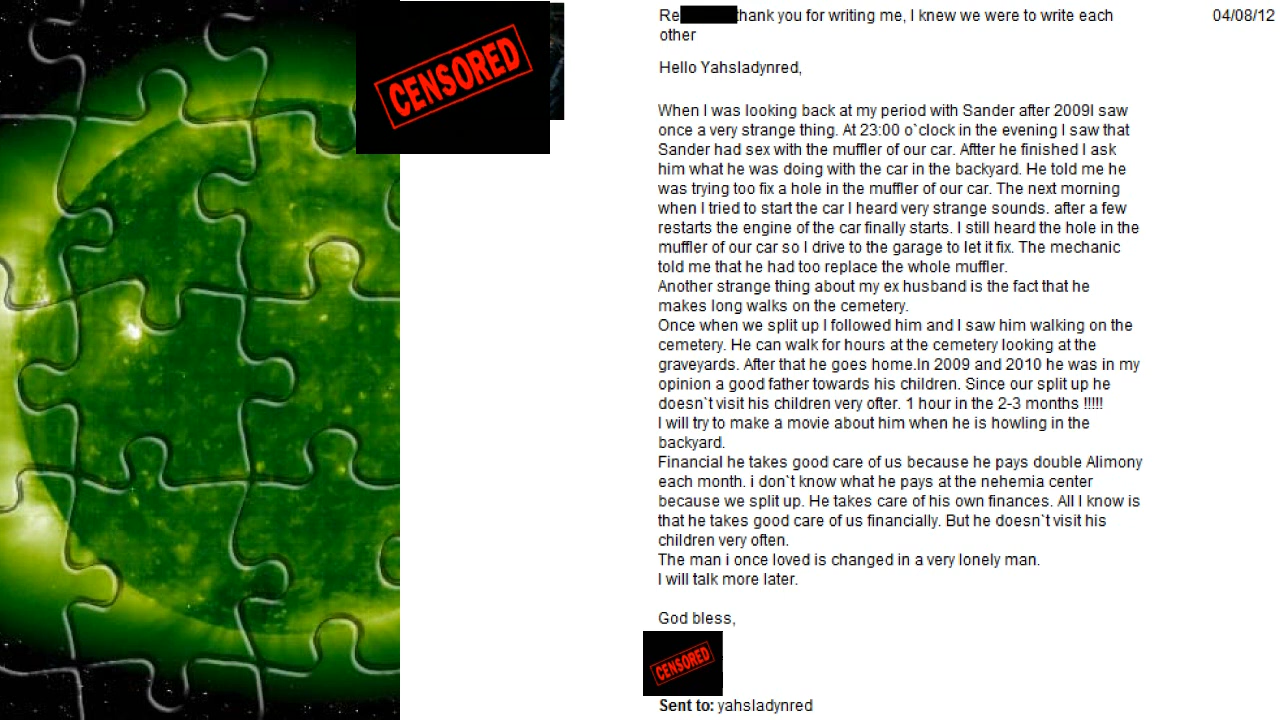 CENSORED
Re thank you for writing me, I knew we were to write each
other
04/08/12
Hello Yahsladynred,
When I was looking back at my period with Sander after 2009I saw
once a very strange thing. At 23:00 o`clock in the evening I saw that
Sander had sex with the muffler of our car. Aftter he finished I ask
him what he was doing with the car in the backyard. He told me he
was trying too fix a hole in the muffler of our car. The next morning
when I tried to start the car I heard very strange sounds. after a few
restarts the engine of the car finally starts. I still heard the hole in the
muffler of our car so I drive to the garage to let it fix. The mechanic
told me that he had too replace the whole muffler.
Another strange thing about my ex husband is the fact that he
makes long walks on the cemetery.
Once when we split up I followed him and I saw him walking on the
cemetery. He can walk for hours at the cemetery looking at the
graveyards. After that he goes home.In 2009 and 2010 he was in my
opinion a good father towards his children. Since our split up he
doesn`t visit his children very ofter. 1 hour in the 2-3 months !!!!!
I will try to make a movie about him when he is howling in the
backyard.
Financial he takes good care of us because he pays double Alimony
each month. i don`t know what he pays at the nehemia center
because we split up. He takes care of his own finances. All I know is
that he takes good care of us financially. But he doesn`t visit his
children very often.
The man i once loved is changed in a very lonely man.
I will talk more later.
God bless,
CENSORED
Sent to: yahsladynred